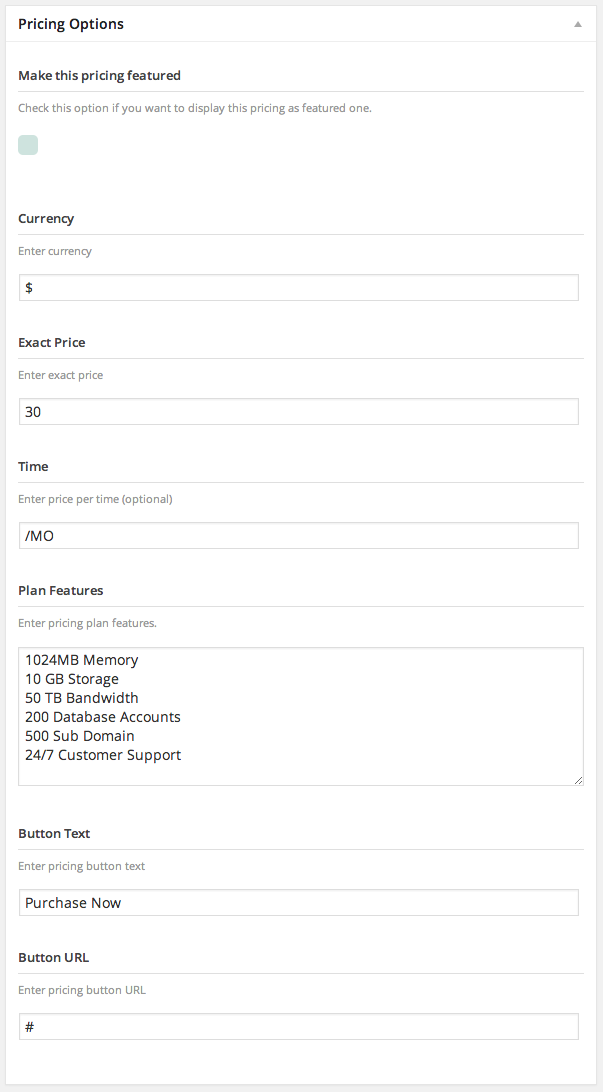 Pricing Options
Make this pricing featured
Check this option if you want to display this pricing as featured one.
Currency
Enter currency
$
Exact Price
Enter exact price
30
Time
Enter price per time (optional)
/MO
Plan Features
Enter pricing plan features.
1024MB Memory
10 GB Storage
50 TB Bandwidth
200 Database Accounts
500 Sub Domain
24/7 Customer Support
Button Text
Enter pricing button text
Purchase Now
Button URL
Enter pricing button URL
#